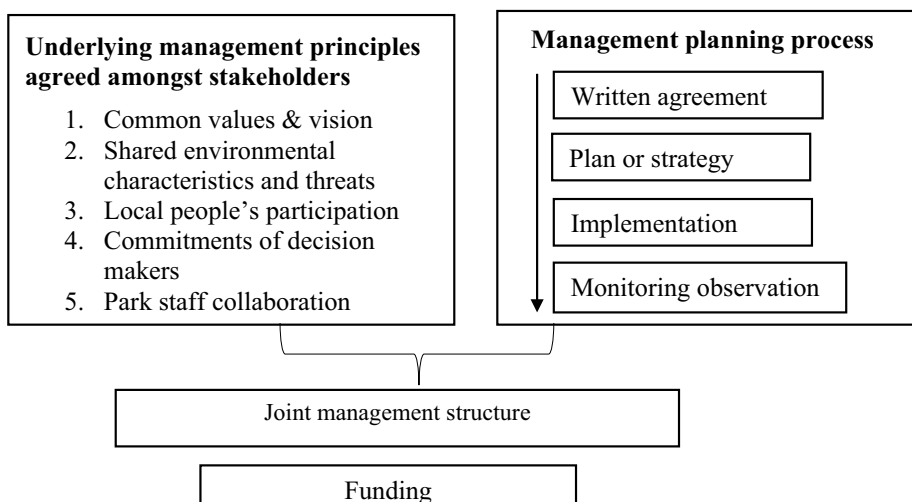 Underlying management principles
agreed amongst stakeholders
1. Common values & vision
2. Shared environmental
characteristics and threats
3. Local people’s participation
4. Commitments of decision
makers
5. Park staff collaboration
Management planning process
Written agreement
Plan or strategy
Implementation
Monitoring observation
Joint management structure
Funding